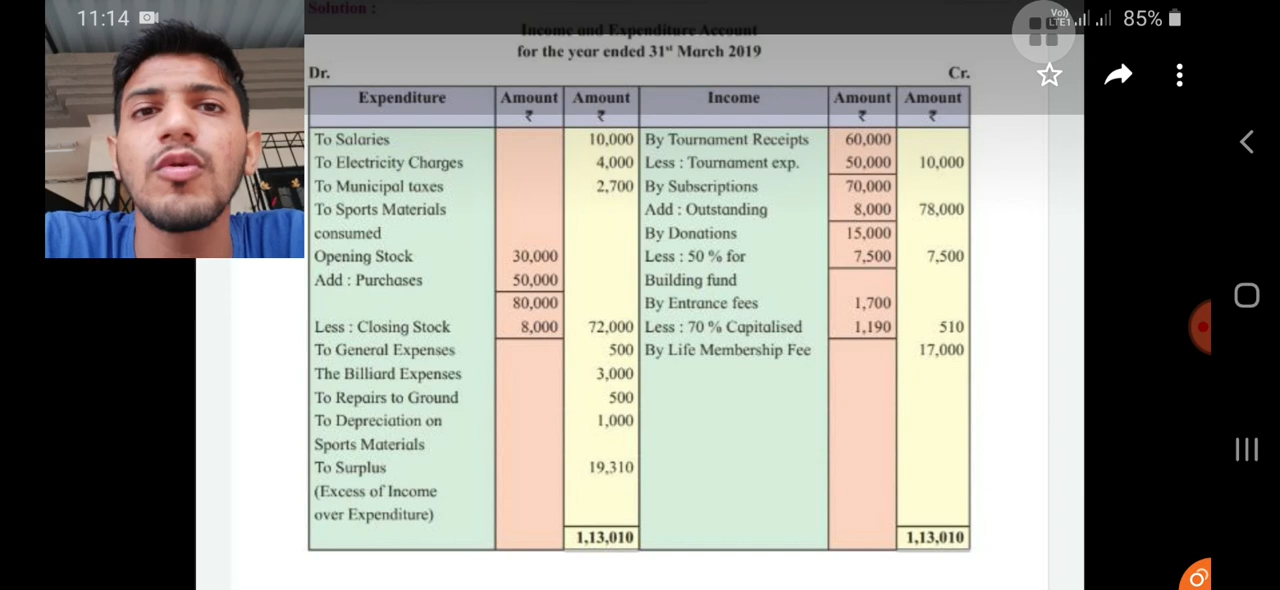 11:14
Vo)
LTE1
85%
Solution :
Income and Expenditure Account
for the year ended 31st March 2019
Dr. Cr.
Expenditure Amount ₹ Amount ₹ Income Amount ₹ Amount ₹
To Salaries 10,000 By Tournament Receipts 60,000
To Electricity Charges 4,000 Less : Tournament exp. 50,000 10,000
To Municipal taxes 2,700 By Subscriptions 70,000
To Sports Materials Add : Outstanding 8,000 78,000
consumed By Donations 15,000
Opening Stock 30,000 Less : 50 % for 7,500 7,500
Add : Purchases 50,000 Building fund
80,000 By Entrance fees 1,700
Less : Closing Stock 8,000 72,000 Less : 70 % Capitalised 1,190 510
To General Expenses 500 By Life Membership Fee 17,000
The Billiard Expenses 3,000
To Repairs to Ground 500
To Depreciation on 1,000
Sports Materials
To Surplus 19,310
(Excess of Income
over Expenditure)
1,13,010 1,13,010